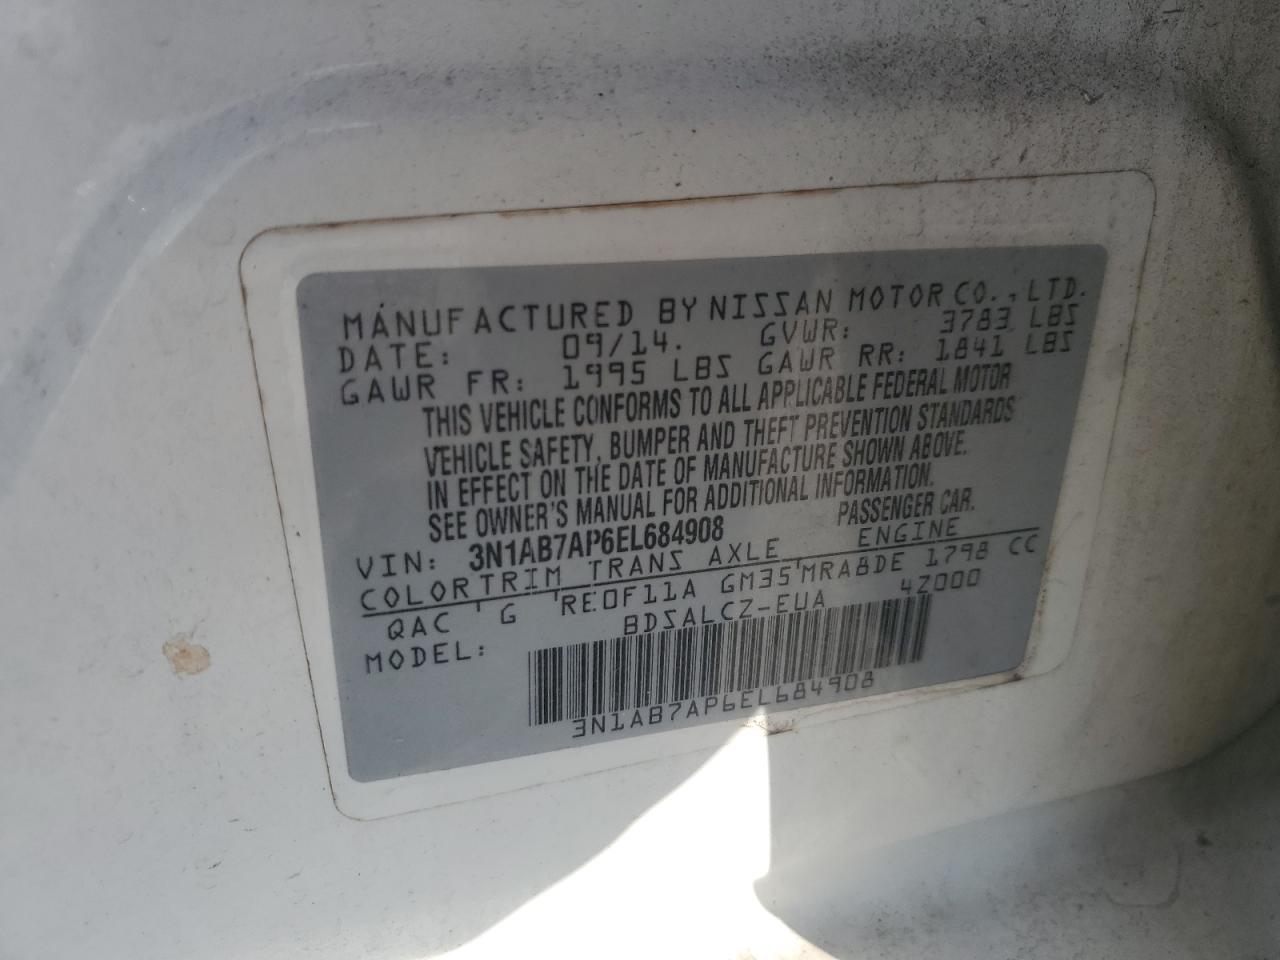 MANUFACTURED BY NISSAN MOTOR CO., LTD.
DATE: 09/14. GVWR: 3783 LBS
GAWR FR: 1995 LBS GAWR RR: 1841 LBS
THIS VEHICLE CONFORMS TO ALL APPLICABLE FEDERAL MOTOR
VEHICLE SAFETY, BUMPER AND THEFT PREVENTION STANDARDS
IN EFFECT ON THE DATE OF MANUFACTURE SHOWN ABOVE.
SEE OWNER'S MANUAL FOR ADDITIONAL INFORMATION.
VIN: 3N1AB7AP6EL684908 PASSENGER CAR.
COLOR TRIM TRANS AXLE ENGINE
QAC G RE0F11A GM35 MRA8DE 1798 CC
MODEL: BDSALCZ-EUA 4Z000
3N1AB7AP6EL684908